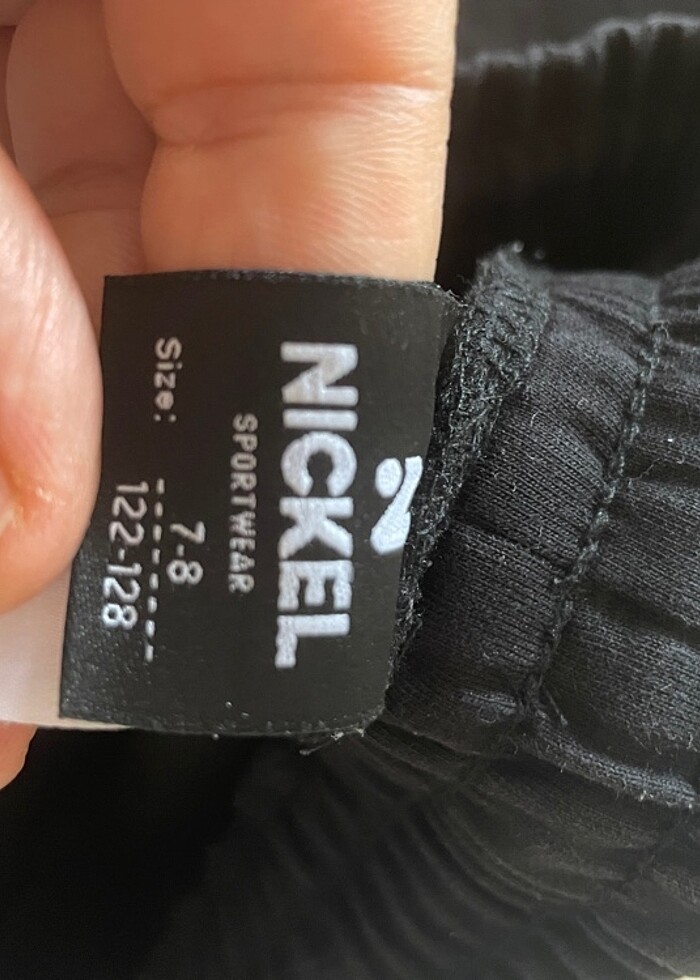 NICKEL
SPORTWEAR
Size:
7-8
122-128